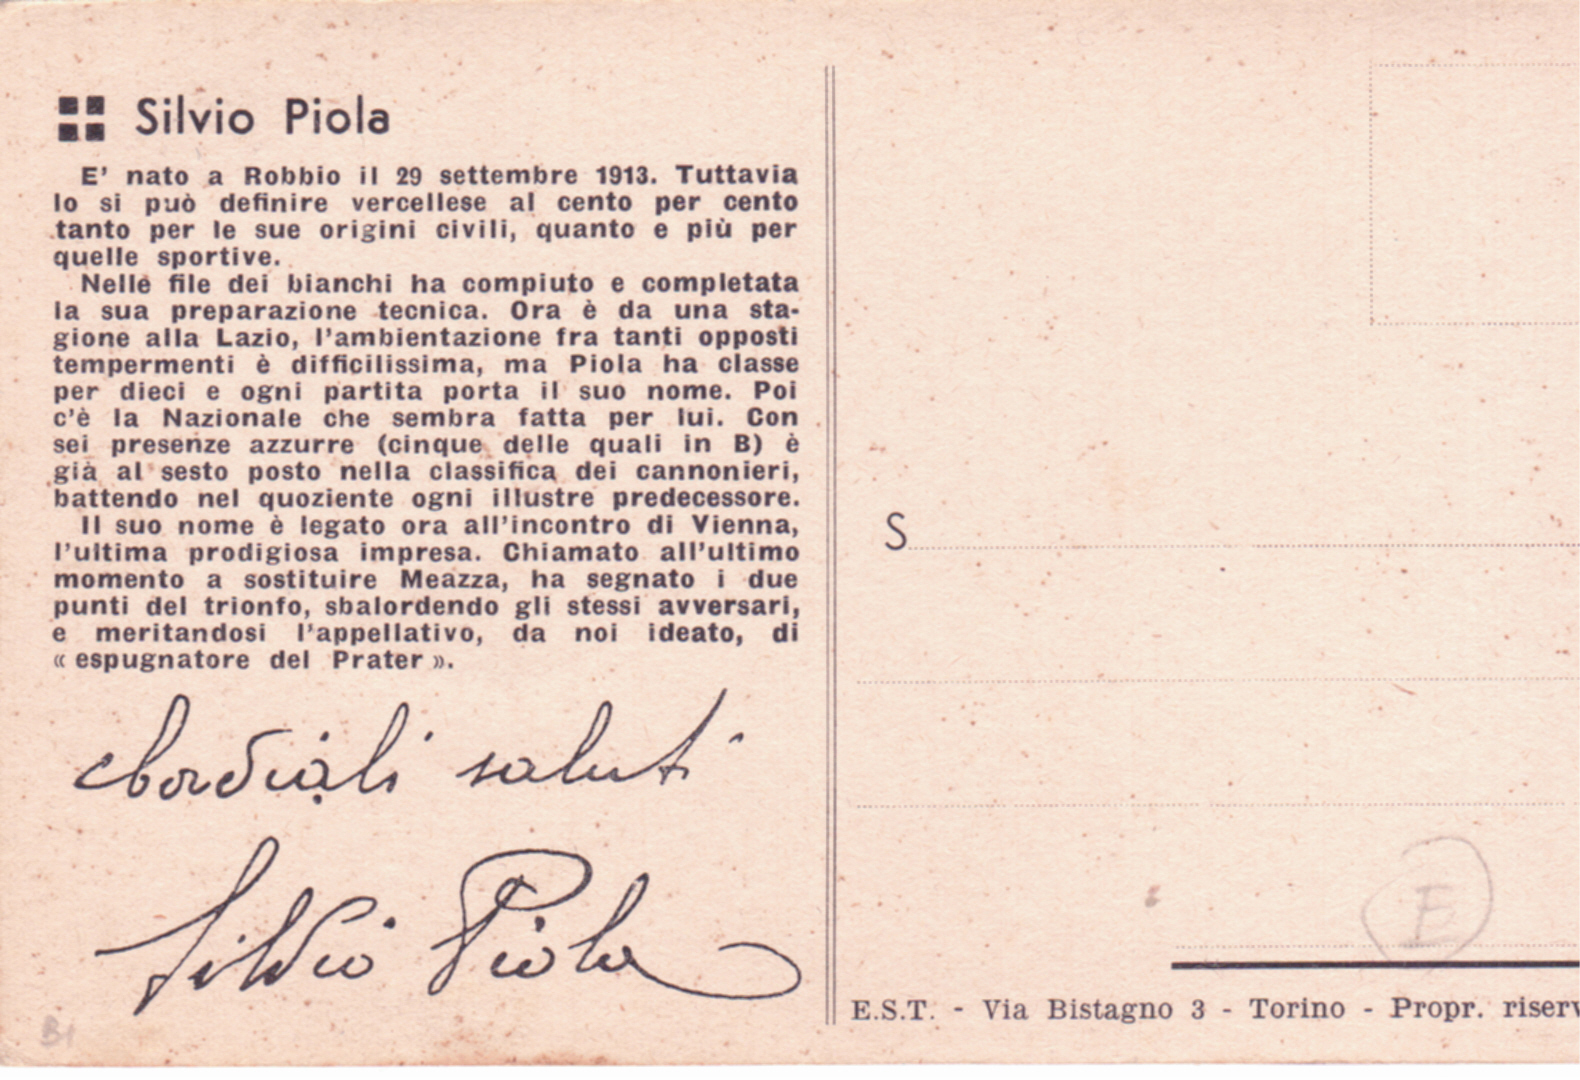 Silvio Piola
E' nato a Robbio il 29 settembre 1913. Tuttavia
lo si può definire vercellese al cento per cento
tanto per le sue origini civili, quanto e più per
quelle sportive.
Nelle file dei bianchi ha compiuto e completata
la sua preparazione tecnica. Ora è da una sta-
gione alla Lazio, l'ambientazione fra tanti opposti
tempermenti è difficilissima, ma Piola ha classe
per dieci e ogni partita porta il suo nome. Poi
c'è la Nazionale che sembra fatta per lui. Con
sei presenze azzurre (cinque delle quali in B) è
già al sesto posto nella classifica dei cannonieri,
battendo nel quoziente ogni illustre predecessore.
Il suo nome è legato ora all'incontro di Vienna,
l'ultima prodigiosa impresa. Chiamato all'ultimo
momento a sostituire Meazza, ha segnato i due
punti del trionfo, sbalordendo gli stessi avversari,
e meritandosi l'appellativo, da noi ideato, di
« espugnatore del Prater ».
Cordiali saluti
Silvio Piola
B1
S
E
E.S.T. - Via Bistagno 3 - Torino - Propr. riserv